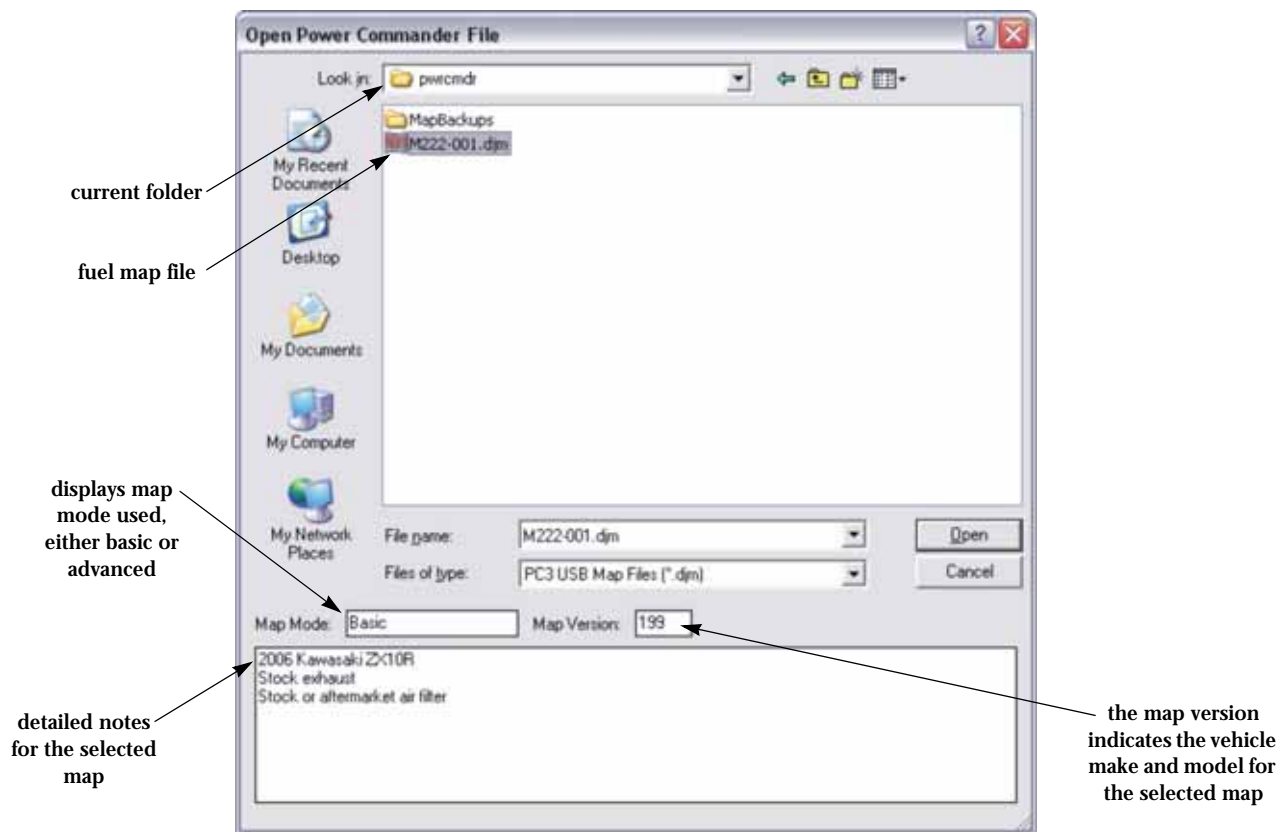 Open Power Commander File
Look in:
pwrcmdr
MapBackups
M222-001.djm
My Recent
Documents
current folder
Desktop
fuel map file
My Documents
My Computer
displays map
mode used,
either basic or
advanced
My Network
Places
File name:
M222-001.djm
Open
Files of type:
PC3 USB Map Files (*.djm)
Cancel
Map Mode:
Basic
Map Version:
199
2006 Kawasaki ZX10R
Stock exhaust
Stock or aftermarket air filter
detailed notes
for the selected
map
the map version
indicates the vehicle
make and model for
the selected map